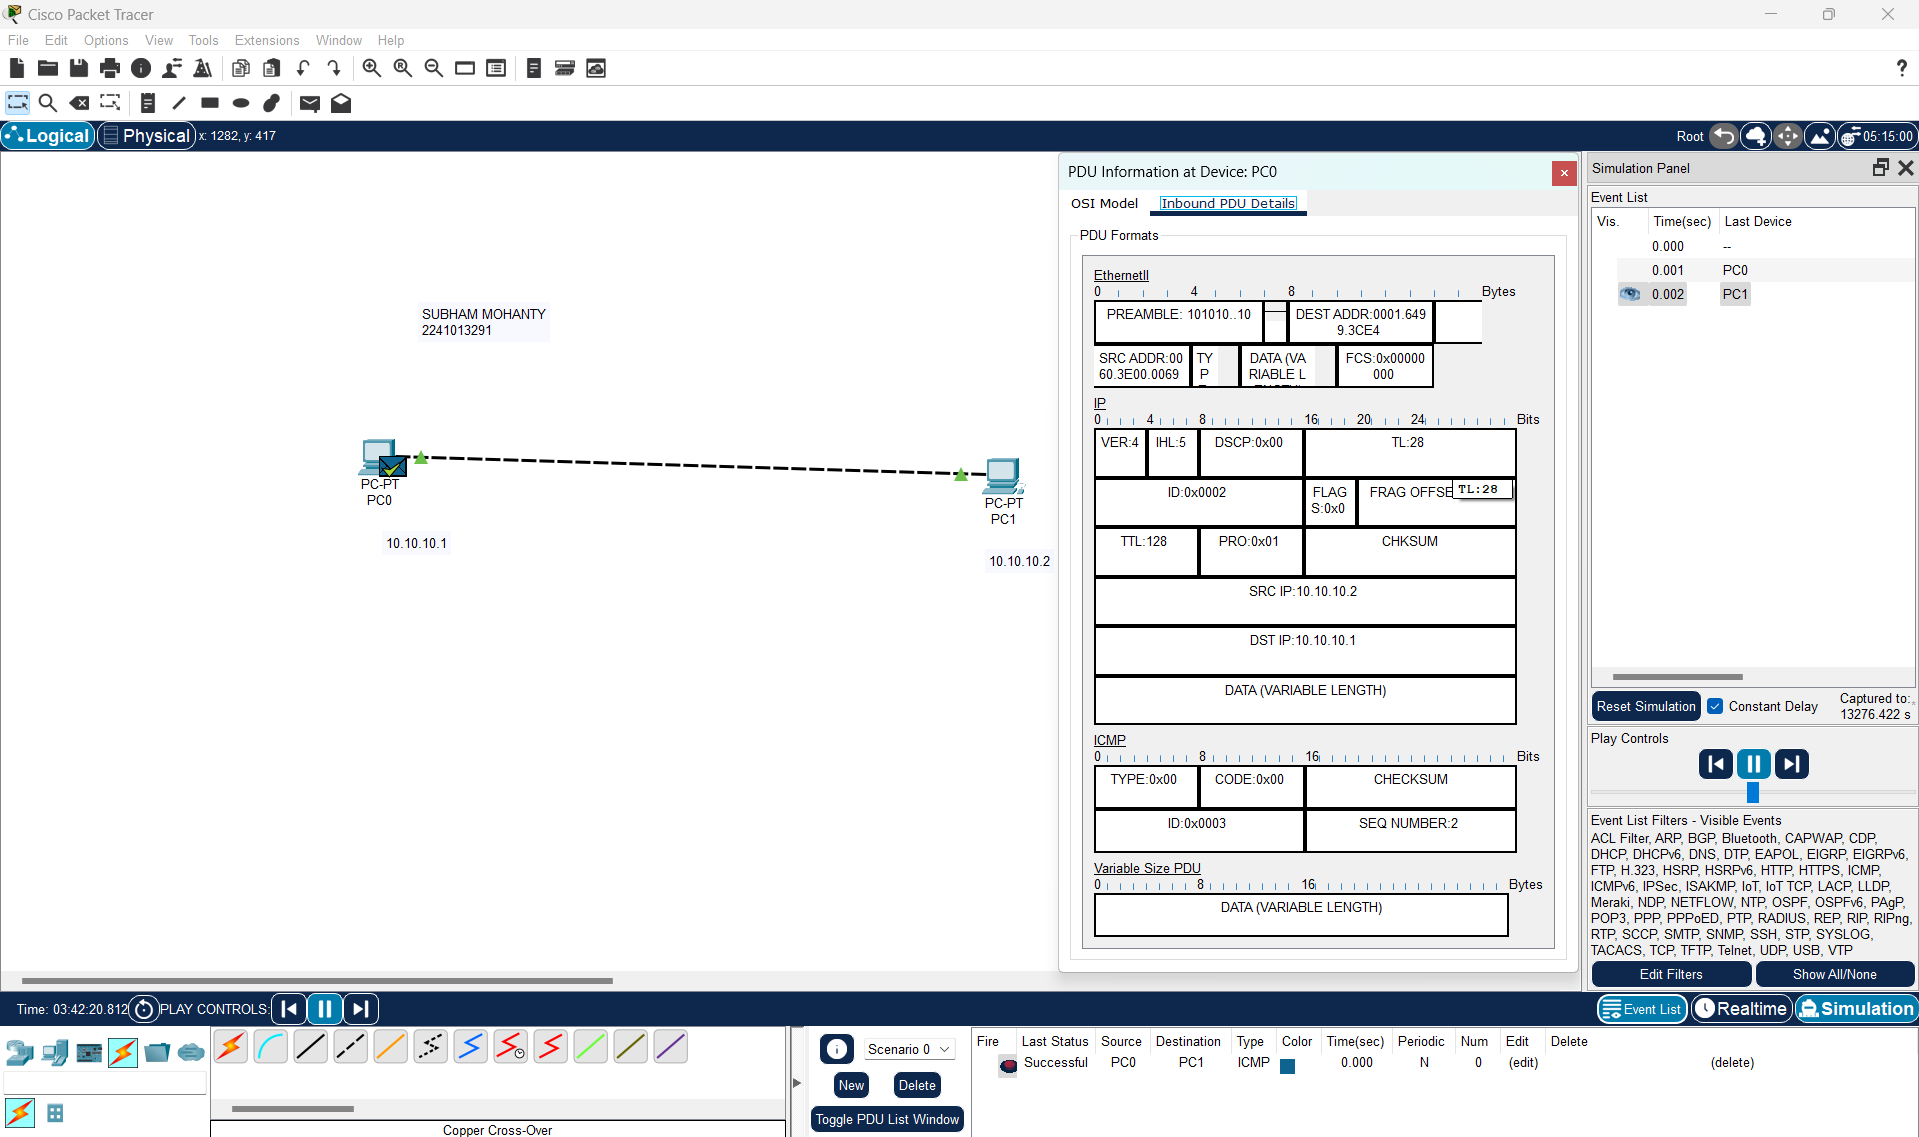 Cisco Packet Tracer
File Edit Options View Tools Extensions Window Help
Logical Physical x: 1282, y: 417 Root 05:15:00
SUBHAM MOHANTY
2241013291
PC-PT
PC0
10.10.10.1
PC-PT
PC1
10.10.10.2
PDU Information at Device: PC0
OSI Model Inbound PDU Details
PDU Formats
EthernetII
0 4 8 Bytes
PREAMBLE: 101010..10 DEST ADDR:0001.649
9.3CE4
SRC ADDR:00 TY DATA (VA FCS:0x00000
60.3E00.0069 P RIABLE L 000
IP
0 4 8 16 20 24 Bits
VER:4 IHL:5 DSCP:0x00 TL:28
ID:0x0002 FLAG FRAG OFFSE TL:28
S:0x0
TTL:128 PRO:0x01 CHKSUM
SRC IP:10.10.10.2
DST IP:10.10.10.1
DATA (VARIABLE LENGTH)
ICMP
0 8 16 Bits
TYPE:0x00 CODE:0x00 CHECKSUM
ID:0x0003 SEQ NUMBER:2
Variable Size PDU
0 8 16 Bytes
DATA (VARIABLE LENGTH)
Simulation Panel
Event List
Vis. Time(sec) Last Device
0.000 --
0.001 PC0
0.002 PC1
Reset Simulation Constant Delay Captured to:
13276.422 s
Play Controls
Event List Filters - Visible Events
ACL Filter, ARP, BGP, Bluetooth, CAPWAP, CDP,
DHCP, DHCPv6, DNS, DTP, EAPOL, EIGRP, EIGRPv6,
FTP, H.323, HSRP, HSRPv6, HTTP, HTTPS, ICMP,
ICMPv6, IPSec, ISAKMP, IoT, IoT TCP, LACP, LLDP,
Meraki, NDP, NETFLOW, NTP, OSPF, OSPFv6, PAgP,
POP3, PPP, PPPoED, PTP, RADIUS, REP, RIP, RIPng,
RTP, SCCP, SMTP, SNMP, SSH, STP, SYSLOG,
TACACS, TCP, TFTP, Telnet, UDP, USB, VTP
Edit Filters Show All/None
Time: 03:42:20.812 PLAY CONTROLS: Event List Realtime Simulation
Copper Cross-Over
Scenario 0
New Delete
Toggle PDU List Window
Fire Last Status Source Destination Type Color Time(sec) Periodic Num Edit Delete
Successful PC0 PC1 ICMP 0.000 N 0 (edit) (delete)